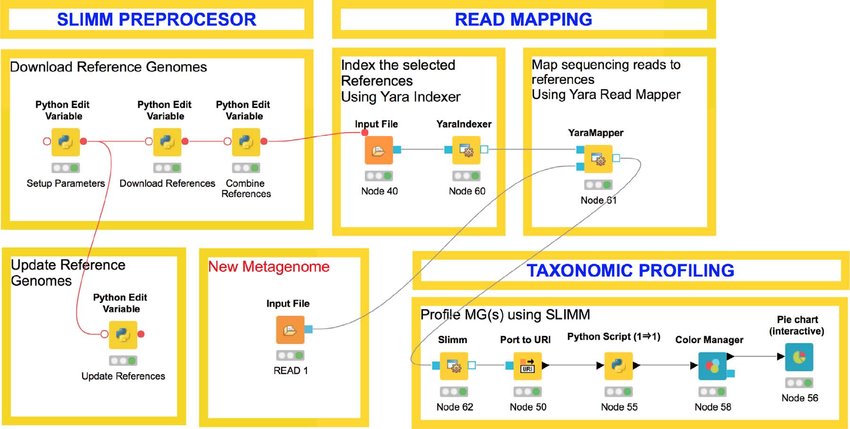 SLIMM PREPROCESOR
READ MAPPING
Download Reference Genomes
Python Edit
Variable
Setup Parameters
Python Edit
Variable
Download References
Python Edit
Variable
Combine
References
Index the selected
References
Using Yara Indexer
Input File
Node 40
YaraIndexer
Node 60
Map sequencing reads to
references
Using Yara Read Mapper
YaraMapper
Node 61
Update Reference
Genomes
Python Edit
Variable
Update References
New Metagenome
Input File
READ 1
TAXONOMIC PROFILING
Profile MG(s) using SLIMM
Slimm
Node 62
Port to URI
URI
Node 50
Python Script (1⇒1)
Node 55
Color Manager
Node 58
Pie chart
(interactive)
Node 56